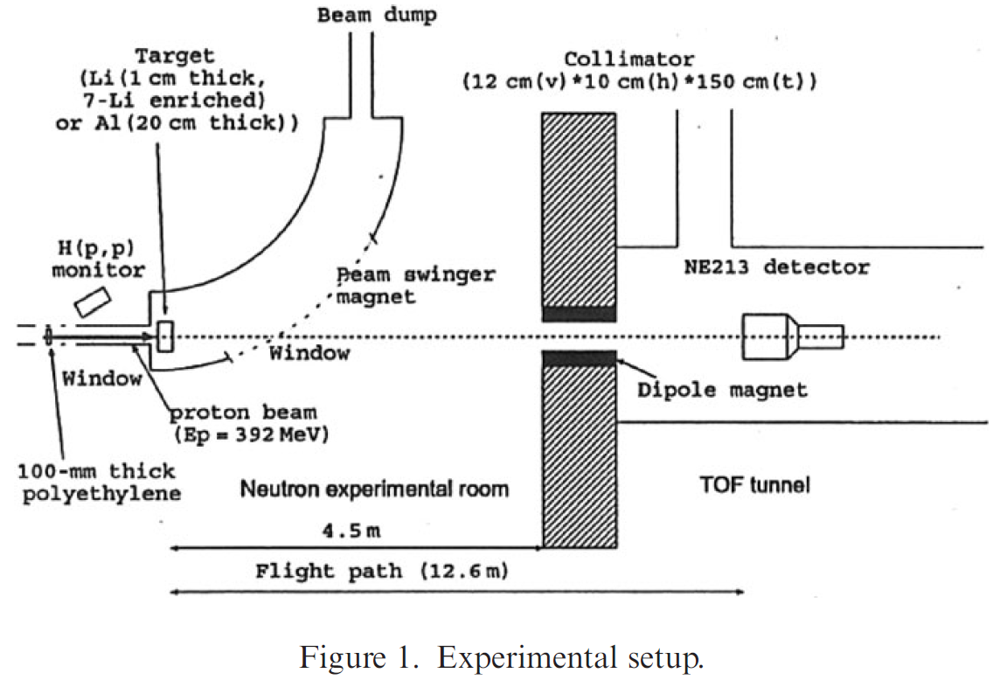 Beam dump
Target
(Li(1 cm thick,
7-Li enriched)
or Al(20 cm thick))
Collimator
(12 cm(v)*10 cm(h)*150 cm(t))
H(p,p)
monitor
Beam swinger
magnet
NE213 detector
Window
Window
Dipole magnet
proton beam
(Ep = 392 MeV)
100-mm thick
polyethylene
Neutron experimental room
TOF tunnel
4.5 m
Flight path (12.6 m)
Figure 1. Experimental setup.